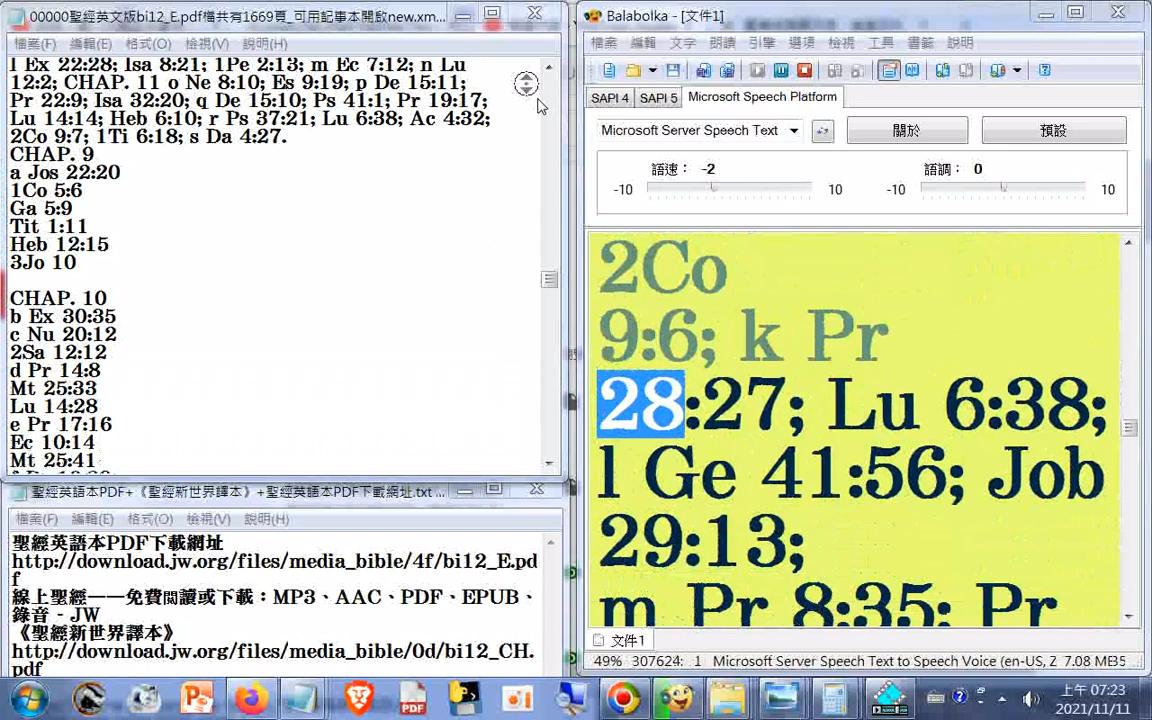 00000聖經英文版bi12_E.pdf檔共有1669頁_可用記事本開啟new.xm...
檔案(F) 編輯(E) 格式(O) 檢視(V) 說明(H)
l Ex 22:28; Isa 8:21; 1Pe 2:13; m Ec 7:12; n Lu
12:2; CHAP. 11 o Ne 8:10; Es 9:19; p De 15:11;
Pr 22:9; Isa 32:20; q De 15:10; Ps 41:1; Pr 19:17;
Lu 14:14; Heb 6:10; r Ps 37:21; Lu 6:38; Ac 4:32;
2Co 9:7; 1Ti 6:18; s Da 4:27.
CHAP. 9
a Jos 22:20
1Co 5:6
Ga 5:9
Tit 1:11
Heb 12:15
3Jo 10
CHAP. 10
b Ex 30:35
c Nu 20:12
2Sa 12:12
d Pr 14:8
Mt 25:33
Lu 14:28
e Pr 17:16
Ec 10:14
Mt 25:41
聖經英語本PDF+《聖經新世界譯本》+聖經英語本PDF下載網址.txt ...
檔案(F) 編輯(E) 格式(O) 檢視(V) 說明(H)
聖經英語本PDF下載網址
http://download.jw.org/files/media_bible/4f/bi12_E.pd
f
線上聖經——免費閱讀或下載：MP3、AAC、PDF、EPUB、
錄音 - JW
《聖經新世界譯本》
http://download.jw.org/files/media_bible/0d/bi12_CH.
pdf
Balabolka - [文件1]
檔案 編輯 文字 朗讀 引擎 選項 檢視 工具 書籤 說明
SAPI 4 SAPI 5 Microsoft Speech Platform
Microsoft Server Speech Text 關於 預設
語速： -2 語調： 0
-10 10 -10 10
2Co
9:6; k Pr
28:27; Lu 6:38;
l Ge 41:56; Job
29:13;
m Pr 8:35; Pr
文件1
49% 307624: 1 Microsoft Server Speech Text to Speech Voice (en-US, Z 7.08 MB
PDF
上午 07:23
2021/11/11